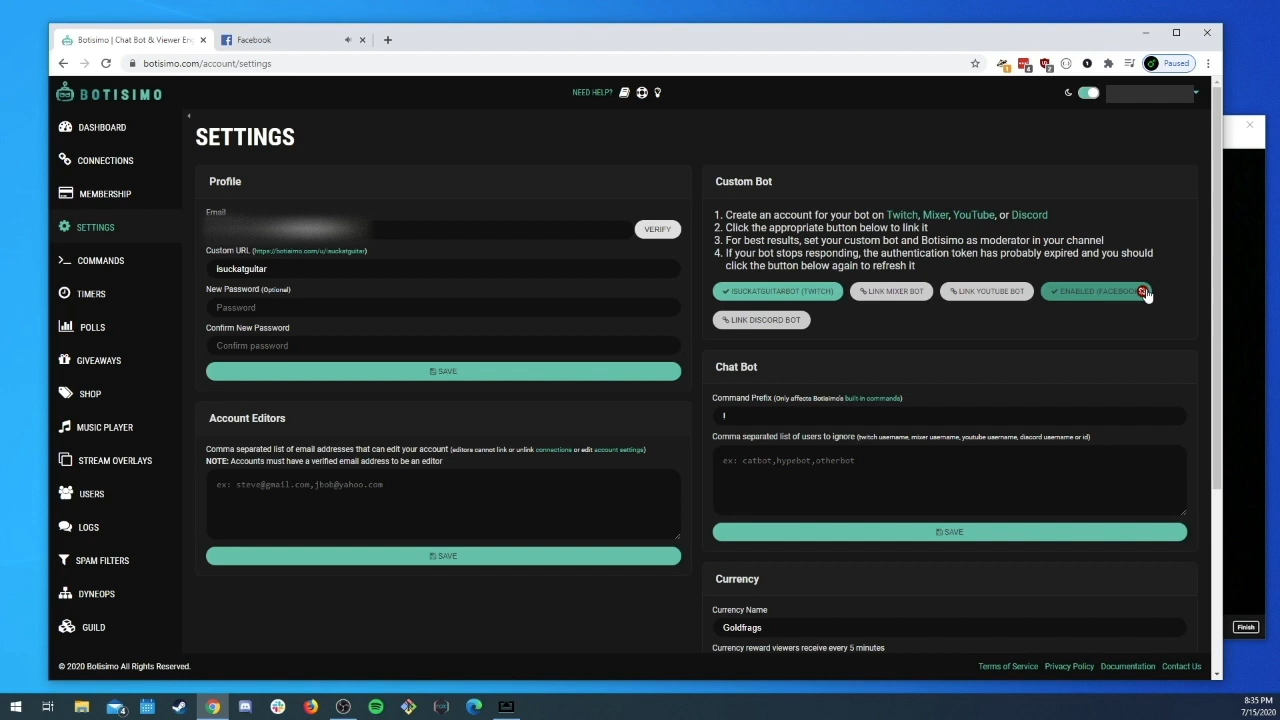 Botisimo | Chat Bot & Viewer En
Facebook
botisimo.com/account/settings
Paused
BOTISIMO
NEED HELP?
DASHBOARD
CONNECTIONS
MEMBERSHIP
SETTINGS
COMMANDS
TIMERS
POLLS
GIVEAWAYS
SHOP
MUSIC PLAYER
STREAM OVERLAYS
USERS
LOGS
SPAM FILTERS
DYNEOPS
GUILD
SETTINGS
Profile
Email
VERIFY
Custom URL (https://botisimo.com/u/isuckatguitar)
isuckatguitar
New Password (Optional)
Password
Confirm New Password
Confirm password
SAVE
Account Editors
Comma separated list of email addresses that can edit your account (editors cannot link or unlink connections or edit account settings)
NOTE: Accounts must have a verified email address to be an editor
ex: steve@gmail.com,jbob@yahoo.com
SAVE
Custom Bot
1. Create an account for your bot on Twitch, Mixer, YouTube, or Discord
2. Click the appropriate button below to link it
3. For best results, set your custom bot and Botisimo as moderator in your channel
4. If your bot stops responding, the authentication token has probably expired and you should
click the button below again to refresh it
ISUCKATGUITARBOT (TWITCH) LINK MIXER BOT LINK YOUTUBE BOT ENABLED (FACEBOO
LINK DISCORD BOT
Chat Bot
Command Prefix (Only affects Botisimo's built-in commands)
!
Comma separated list of users to ignore (twitch username, mixer username, youtube username, discord username or id)
ex: catbot,hypebot,otherbot
SAVE
Currency
Currency Name
Goldfrags
Currency reward viewers receive every 5 minutes
Finish
© 2020 Botisimo All Rights Reserved.
Terms of Service Privacy Policy Documentation Contact Us
8:35 PM
7/15/2020